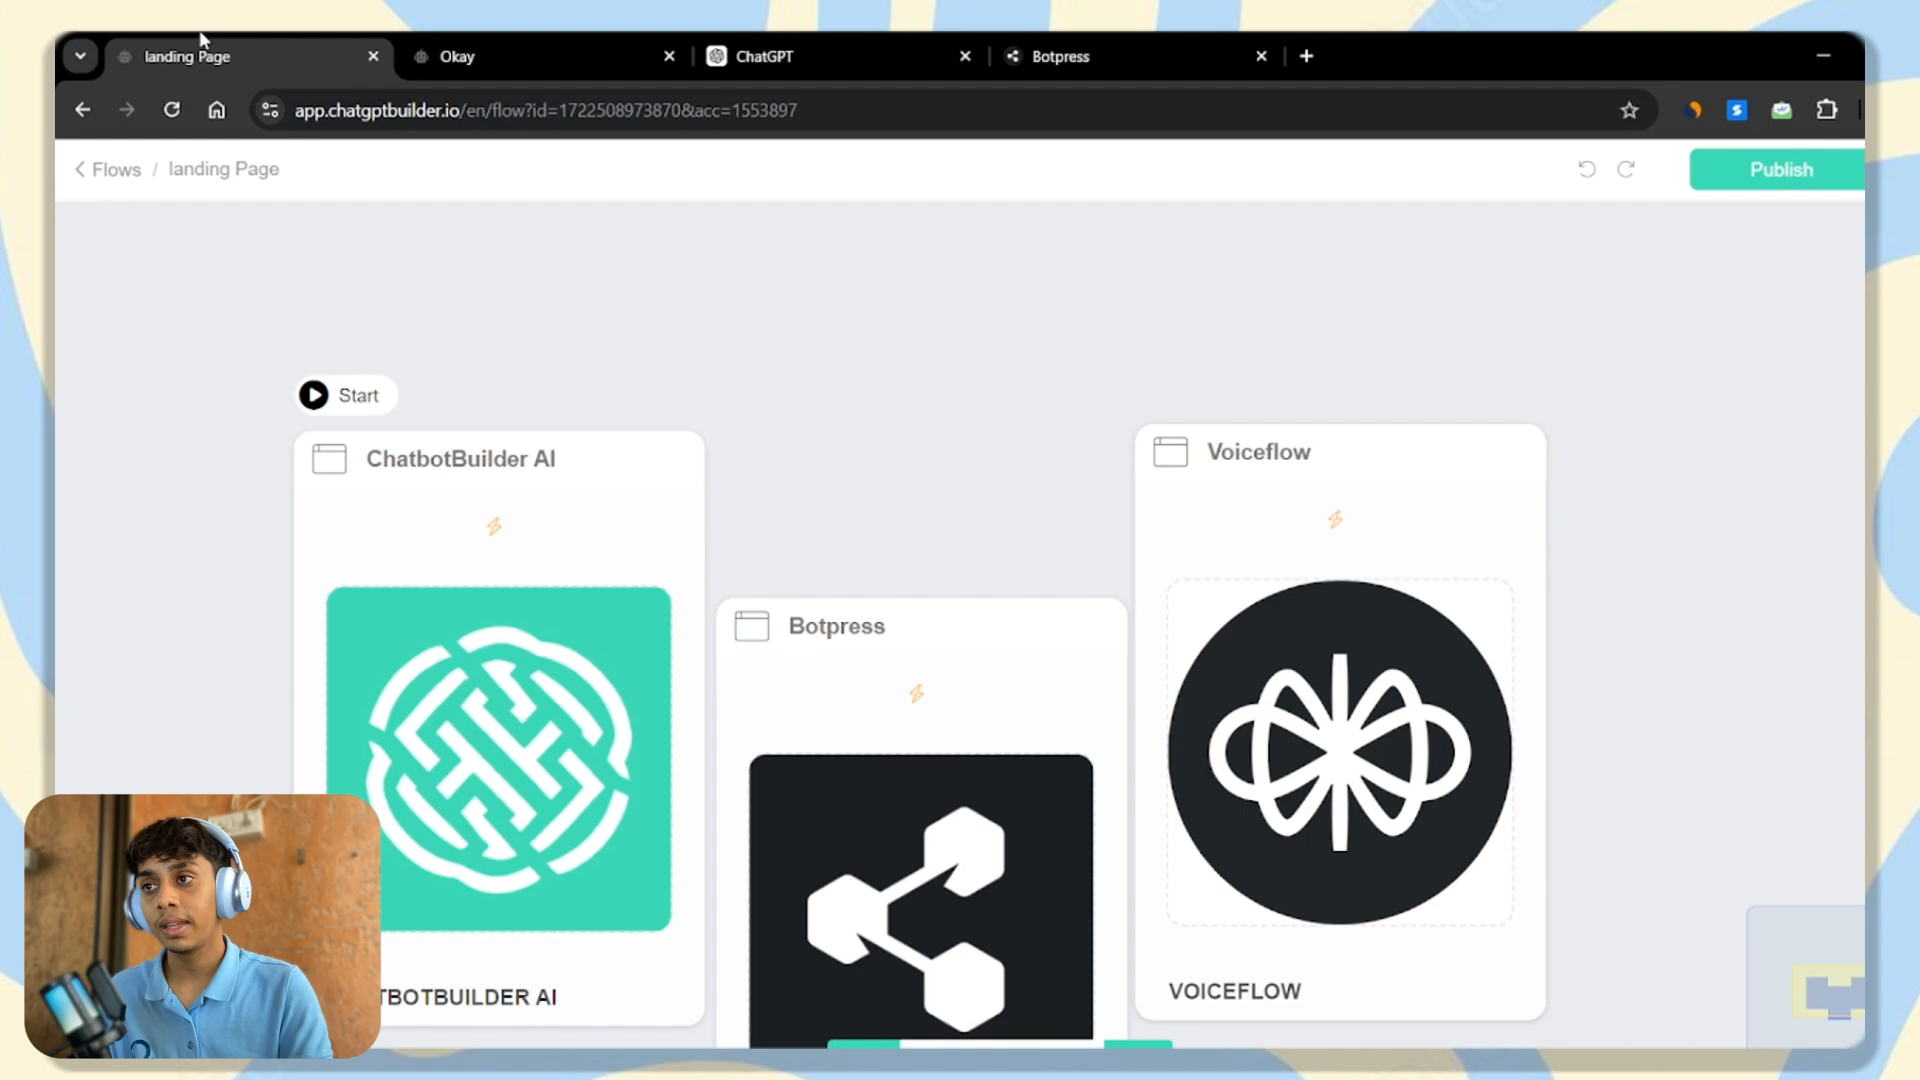 landing Page
Okay
ChatGPT
Botpress
app.chatgptbuilder.io/en/flow?id=1722508973870&acc=1553897
Flows / landing Page
Publish
Start
ChatbotBuilder AI
Voiceflow
Botpress
TBOTBUILDER AI
VOICEFLOW